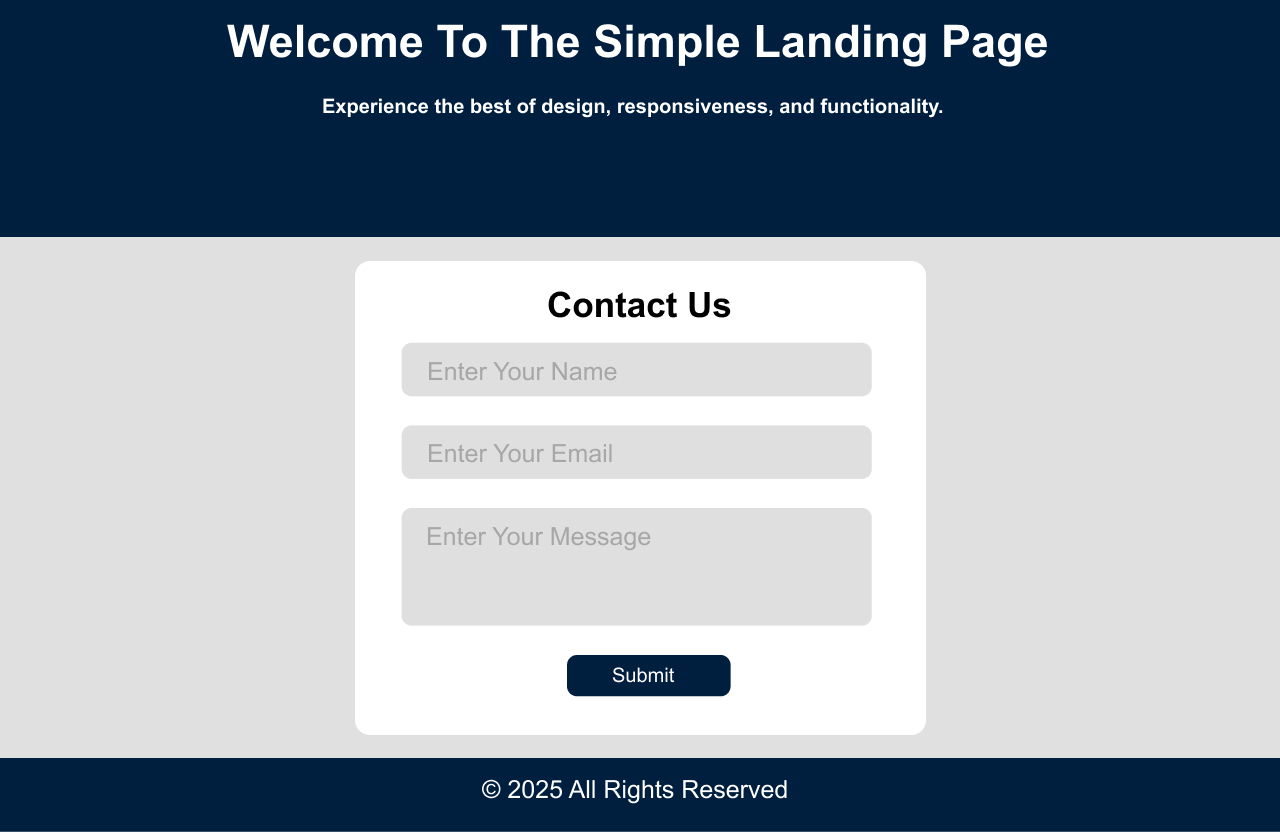 Welcome To The Simple Landing Page
Experience the best of design, responsiveness, and functionality.
Contact Us
Enter Your Name
Enter Your Email
Enter Your Message
Submit
© 2025 All Rights Reserved